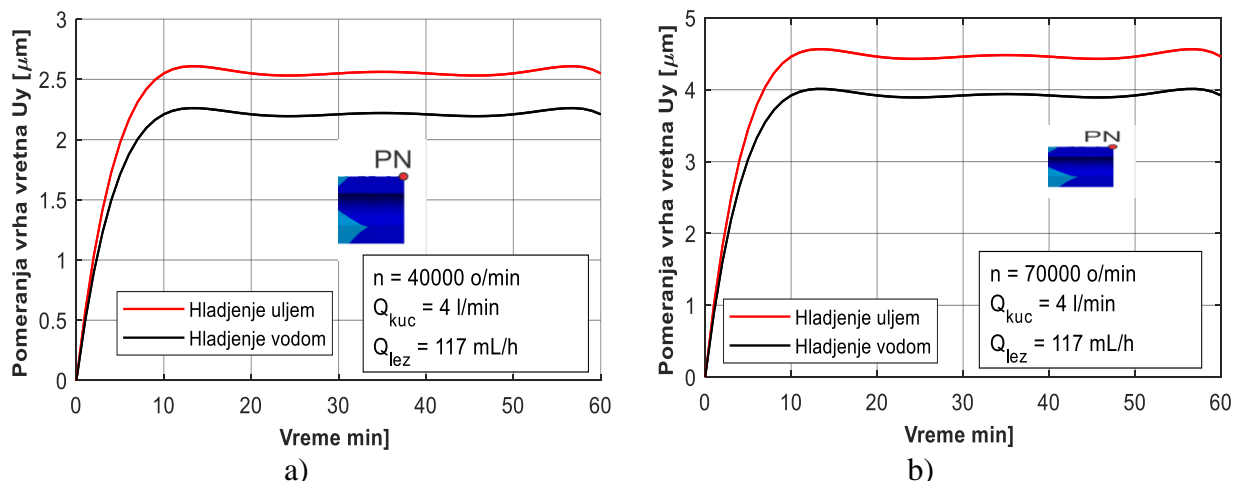 Pomeranja vrha vretna Uy [μm]
3
2.5
2
1.5
1
0.5
0
PN
n = 40000 o/min
Q_kuc = 4 l/min
Q_lez = 117 mL/h
Hladjenje uljem
Hladjenje vodom
0 10 20 30 40 50 60
Vreme min]
a)
Pomeranja vrha vretna Uy [μm]
5
4
3
2
1
0
PN
n = 70000 o/min
Q_kuc = 4 l/min
Q_lez = 117 mL/h
Hladjenje uljem
Hladjenje vodom
0 10 20 30 40 50 60
Vreme min]
b)